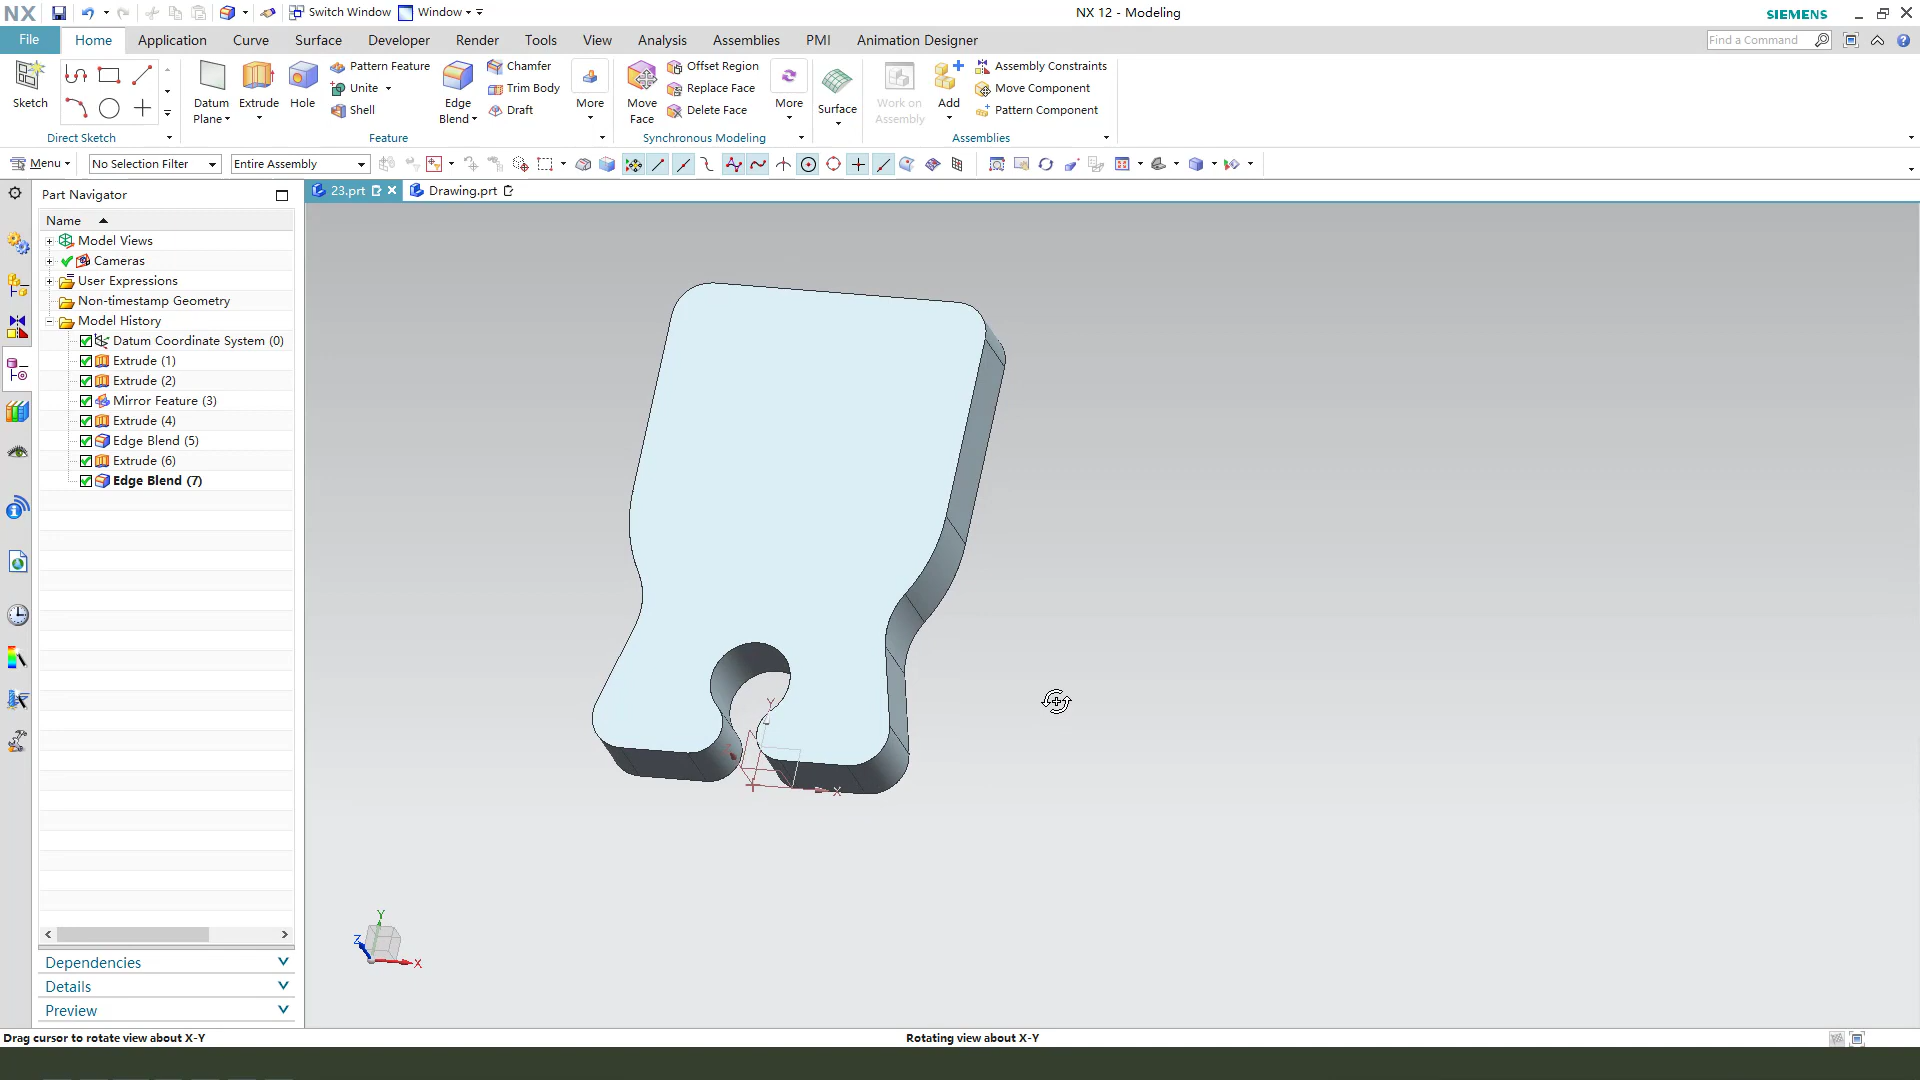 NX
Switch Window
Window
NX 12 - Modeling
SIEMENS
File
Home
Application
Curve
Surface
Developer
Render
Tools
View
Analysis
Assemblies
PMI
Animation Designer
Find a Command
Sketch
Direct Sketch
Datum Plane
Extrude
Hole
Pattern Feature
Unite
Shell
Edge Blend
Chamfer
Trim Body
Draft
More
Feature
Move Face
Offset Region
Replace Face
Delete Face
More
Synchronous Modeling
Surface
Work on Assembly
Add
Assembly Constraints
Move Component
Pattern Component
Assemblies
Menu
No Selection Filter
Entire Assembly
Part Navigator
23.prt
Drawing.prt
Name
Model Views
Cameras
User Expressions
Non-timestamp Geometry
Model History
Datum Coordinate System (0)
Extrude (1)
Extrude (2)
Mirror Feature (3)
Extrude (4)
Edge Blend (5)
Extrude (6)
Edge Blend (7)
Y
X
Y
Z
X
Dependencies
Details
Preview
Drag cursor to rotate view about X-Y
Rotating view about X-Y